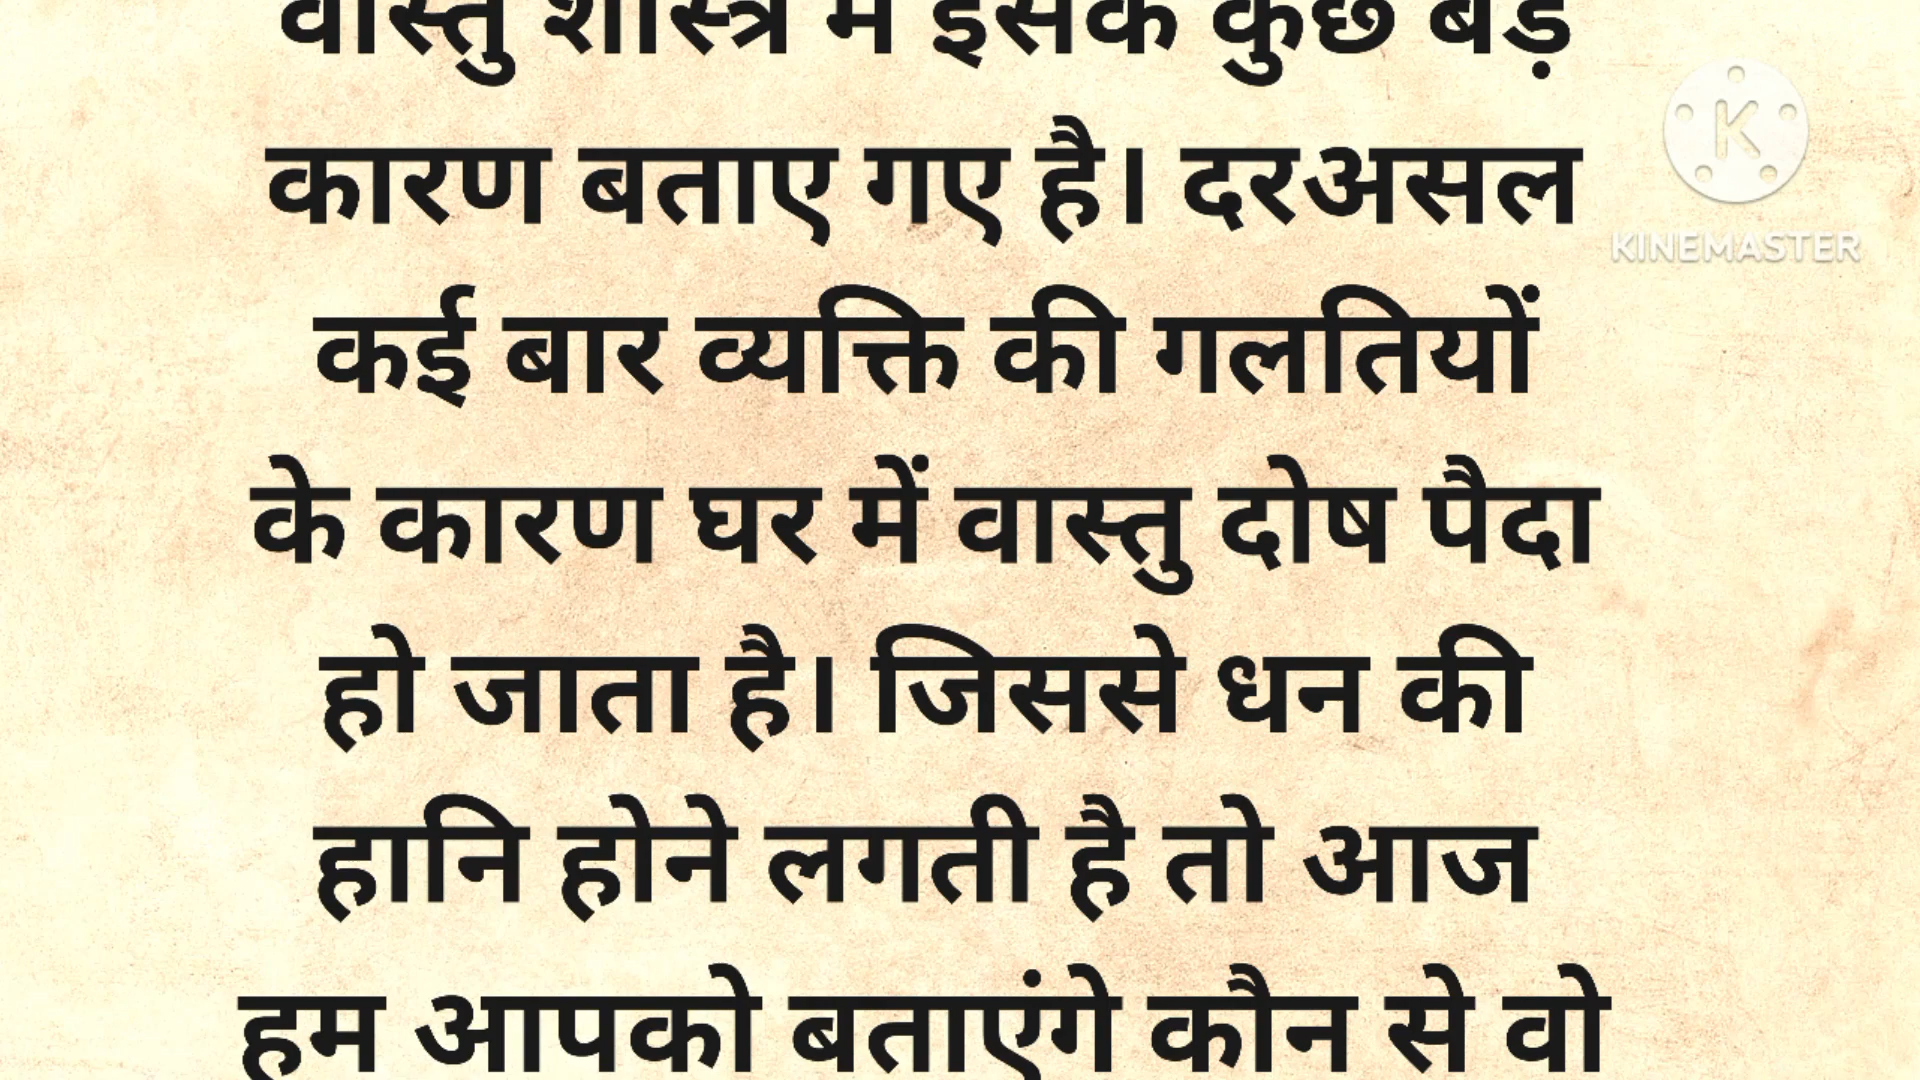 वास्तु शास्त्र में इसके कुछ बड़े
कारण बताए गए है। दरअसल
कई बार व्यक्ति की गलतियों
के कारण घर में वास्तु दोष पैदा
हो जाता है। जिससे धन की
हानि होने लगती है तो आज
हम आपको बताएंगे कौन से वो
KINEMASTER